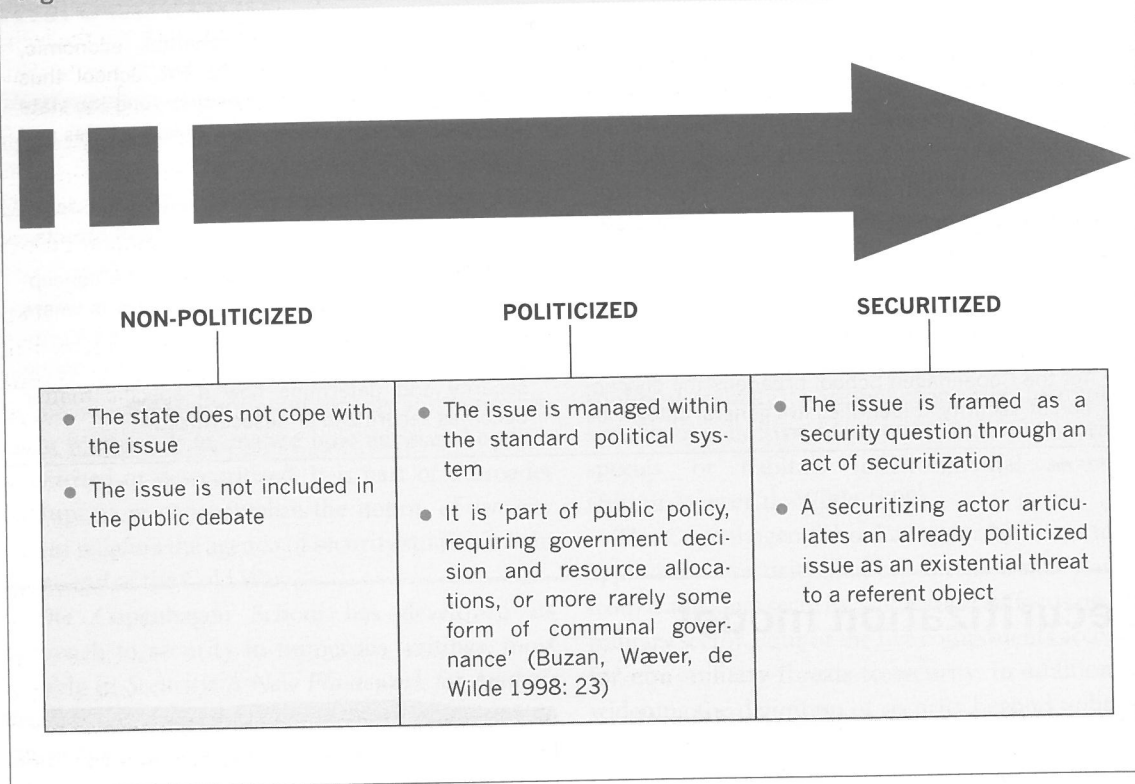 NON-POLITICIZED
POLITICIZED
SECURITIZED
● The state does not cope with
the issue
● The issue is not included in
the public debate
● The issue is managed within
the standard political sys-
tem
● It is ‘part of public policy,
requiring government deci-
sion and resource alloca-
tions, or more rarely some
form of communal gover-
nance’ (Buzan, Wæver, de
Wilde 1998: 23)
● The issue is framed as a
security question through an
act of securitization
● A securitizing actor articu-
lates an already politicized
issue as an existential threat
to a referent object